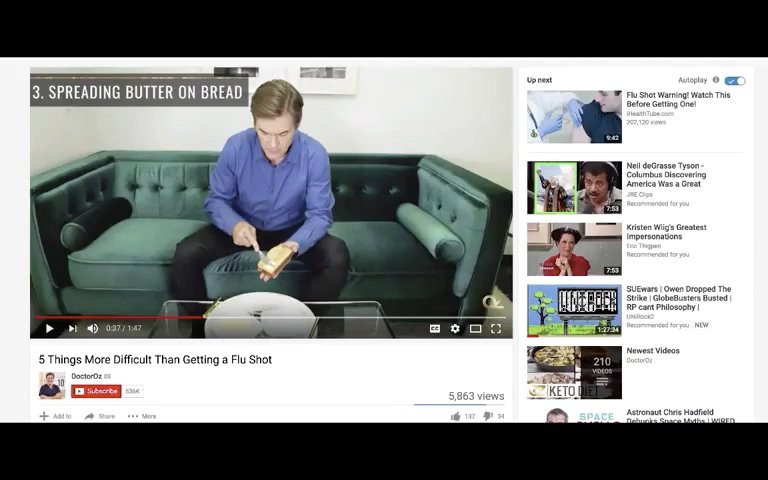 3. SPREADING BUTTER ON BREAD
0:37 / 1:47
CC
5 Things More Difficult Than Getting a Flu Shot
DoctorOz
Subscribe 536K
5,863 views
Add to Share More
137 34
Up next Autoplay
Flu Shot Warning! Watch This
Before Getting One!
iHealthTube.com
202,120 views
9:42
Neil deGrasse Tyson -
Columbus Discovering
America Was a Great
JRE Clips
Recommended for you
7:53
Kristen Wiig's Greatest
Impersonations
Eric Thigpen
Recommended for you
7:53
SUEwars | Owen Dropped The
Strike | GlobeBusters Busted |
RP cant Philosophy |
UNIRock2
Recommended for you NEW
1:27:34
Newest Videos
DoctorOz
210
VIDEOS
KETO DIET
Astronaut Chris Hadfield
Debunks Space Myths | WIRED
SPACE